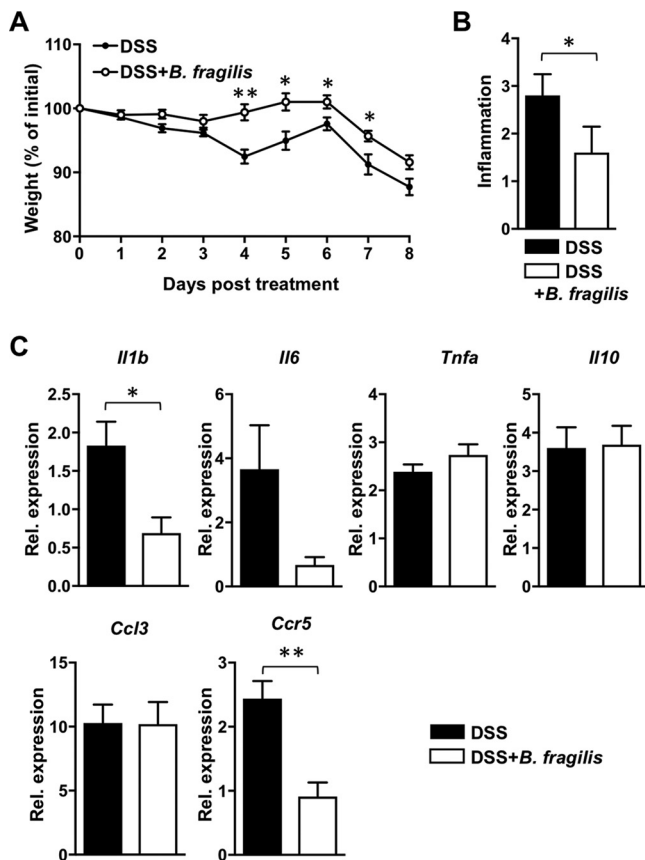 A
DSS
DSS+B. fragilis
Weight (% of initial)
110
100
90
80
** * * *
0 1 2 3 4 5 6 7 8
Days post treatment
B
*
Inflammation
4
3
2
1
0
DSS
DSS
+B. fragilis
C
Il1b
Rel. expression
2.5
2.0
1.5
1.0
0.5
0.0
*
Il6
Rel. expression
6
4
2
0
Tnfa
Rel. expression
4
3
2
1
0
Il10
Rel. expression
5
4
3
2
1
0
Ccl3
Rel. expression
15
10
5
0
Ccr5
Rel. expression
3
2
1
0
**
DSS
DSS+B. fragilis